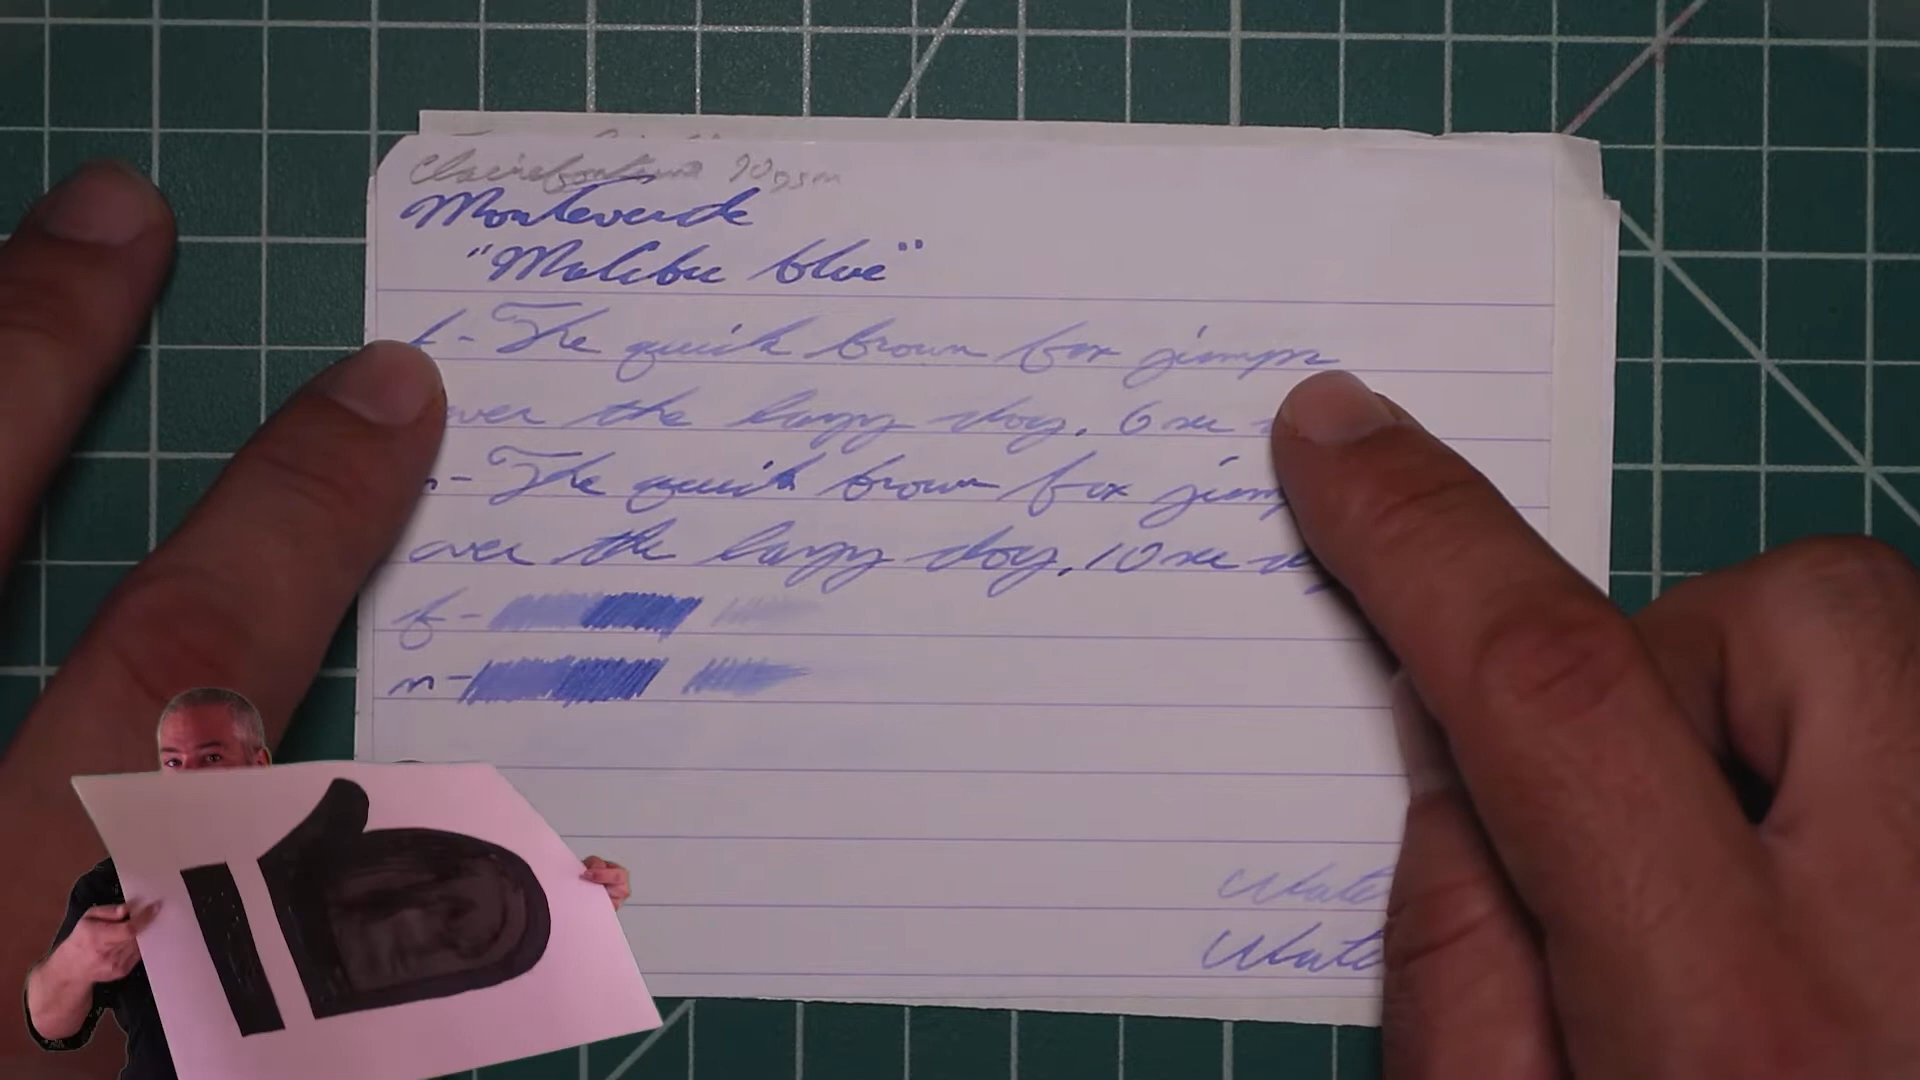 Clairefontaine 90gsm
Monteverde
"Malibu blue"
f - The quick brown fox jumps
over the lazy dog. 6 sec
- The quick brown fox jump
over the lazy dog. 10 sec
f -
m -
Wate
Wate